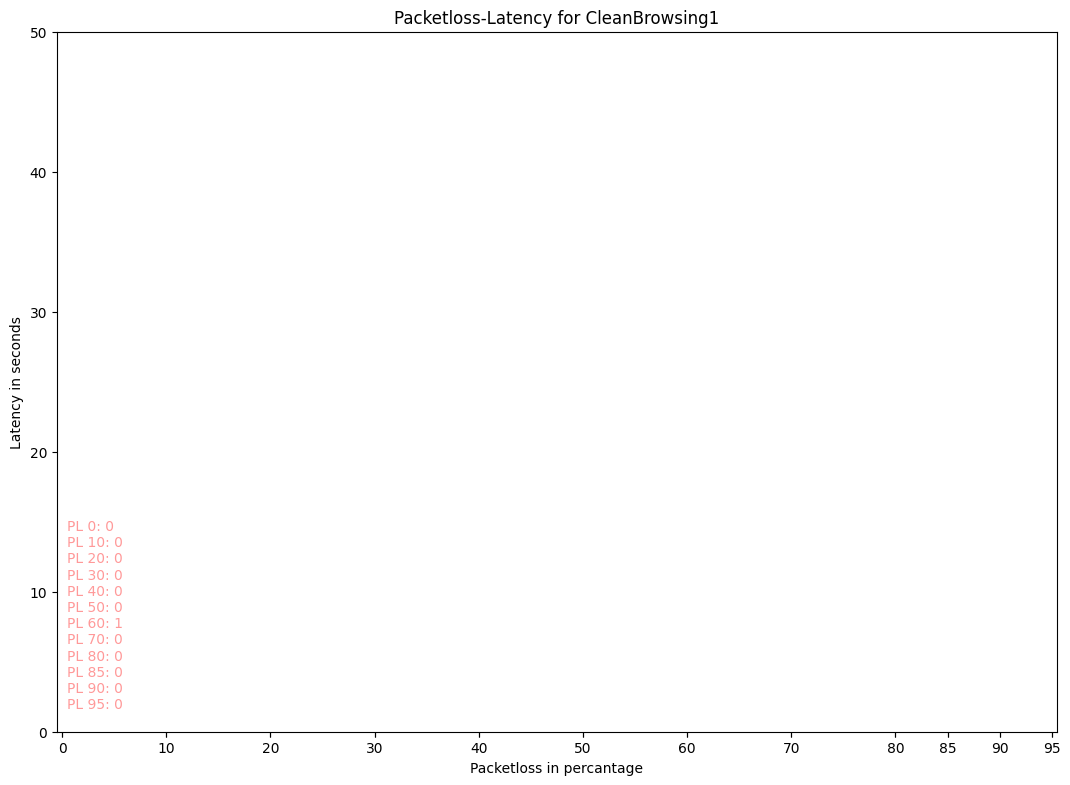 Packetloss-Latency for CleanBrowsing1
50
40
30
20
10
0
Latency in seconds
PL 0: 0
PL 10: 0
PL 20: 0
PL 30: 0
PL 40: 0
PL 50: 0
PL 60: 1
PL 70: 0
PL 80: 0
PL 85: 0
PL 90: 0
PL 95: 0
0 10 20 30 40 50 60 70 80 85 90 95
Packetloss in percantage